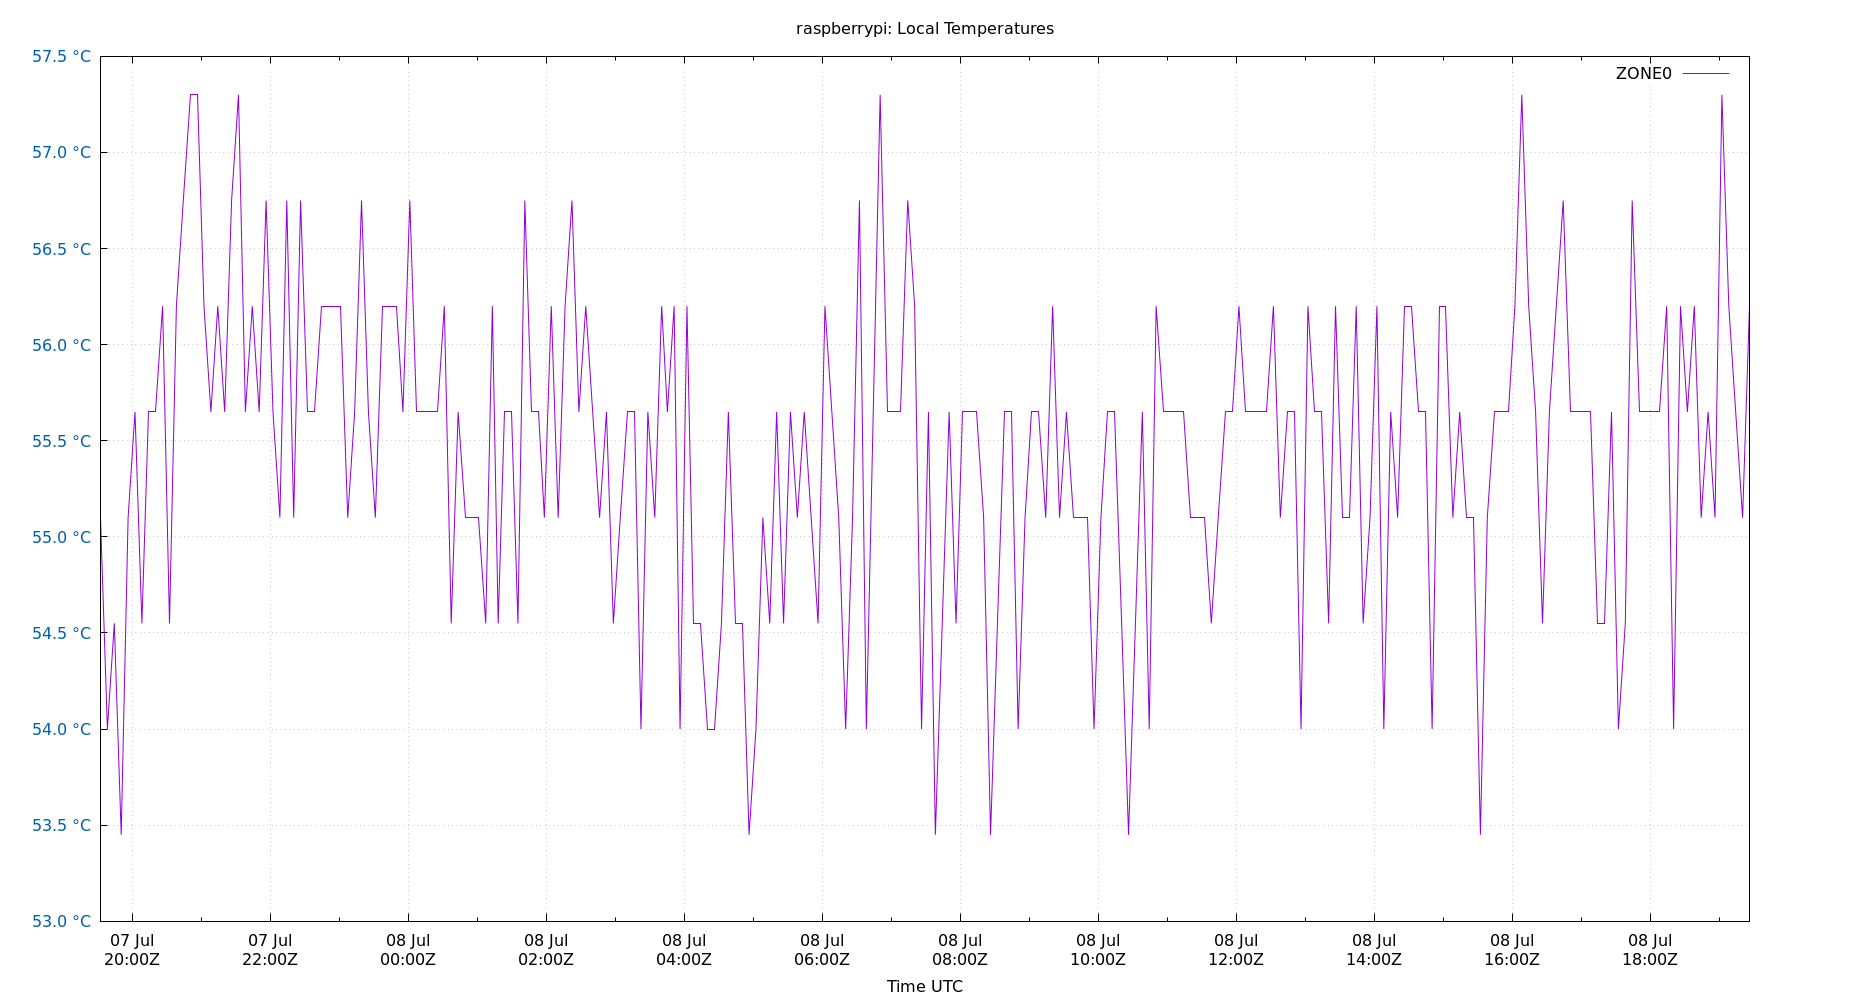 raspberrypi: Local Temperatures
57.5 °C
ZONE0
57.0 °C
56.5 °C
56.0 °C
55.5 °C
55.0 °C
54.5 °C
54.0 °C
53.5 °C
53.0 °C
07 Jul 07 Jul 08 Jul 08 Jul 08 Jul 08 Jul 08 Jul 08 Jul 08 Jul 08 Jul 08 Jul 08 Jul
20:00Z 22:00Z 00:00Z 02:00Z 04:00Z 06:00Z 08:00Z 10:00Z 12:00Z 14:00Z 16:00Z 18:00Z
Time UTC